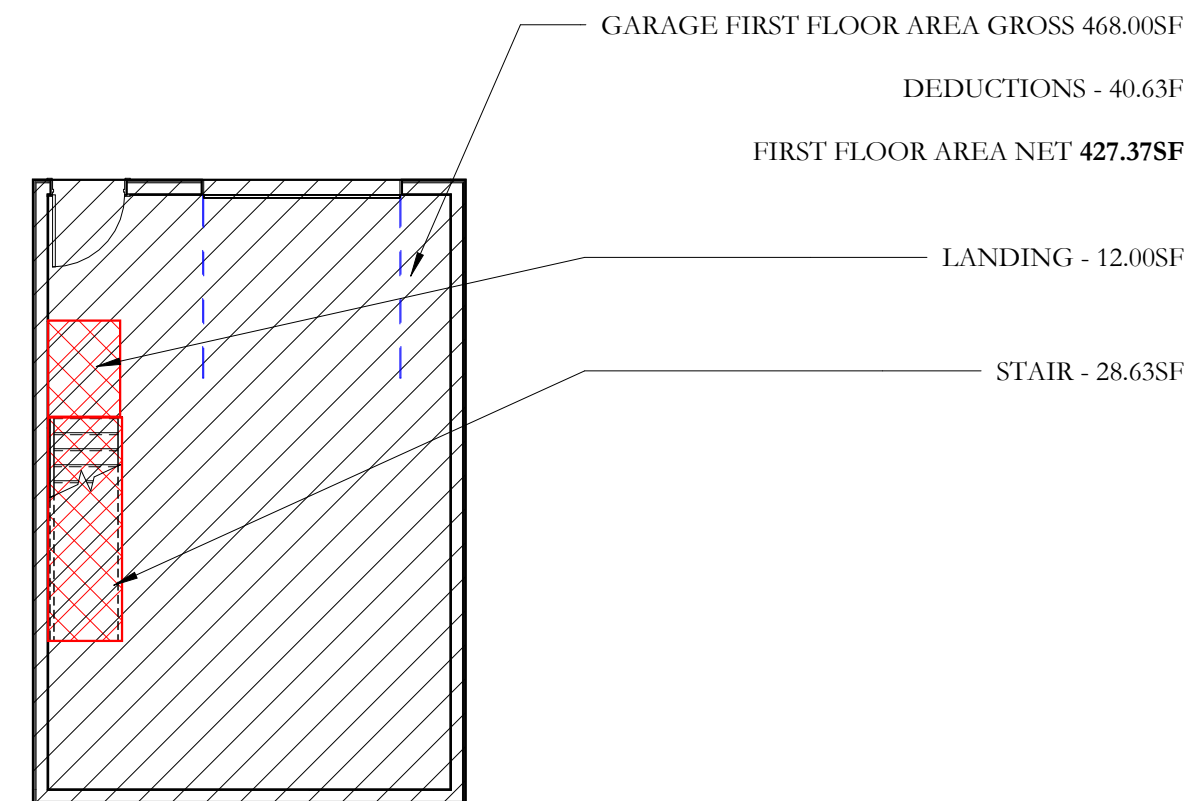 GARAGE FIRST FLOOR AREA GROSS 468.00SF
DEDUCTIONS - 40.63F
FIRST FLOOR AREA NET 427.37SF
LANDING - 12.00SF
STAIR - 28.63SF